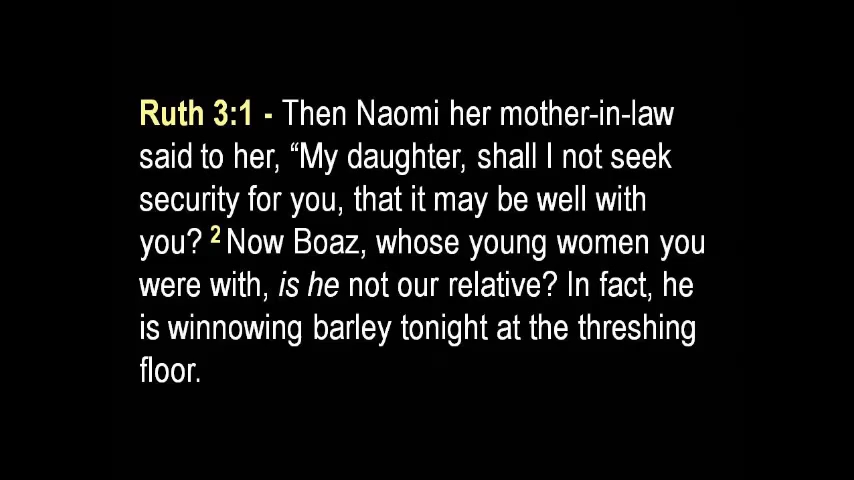 Ruth 3:1 - Then Naomi her mother-in-law
said to her, “My daughter, shall I not seek
security for you, that it may be well with
you? 2 Now Boaz, whose young women you
were with, is he not our relative? In fact, he
is winnowing barley tonight at the threshing
floor.